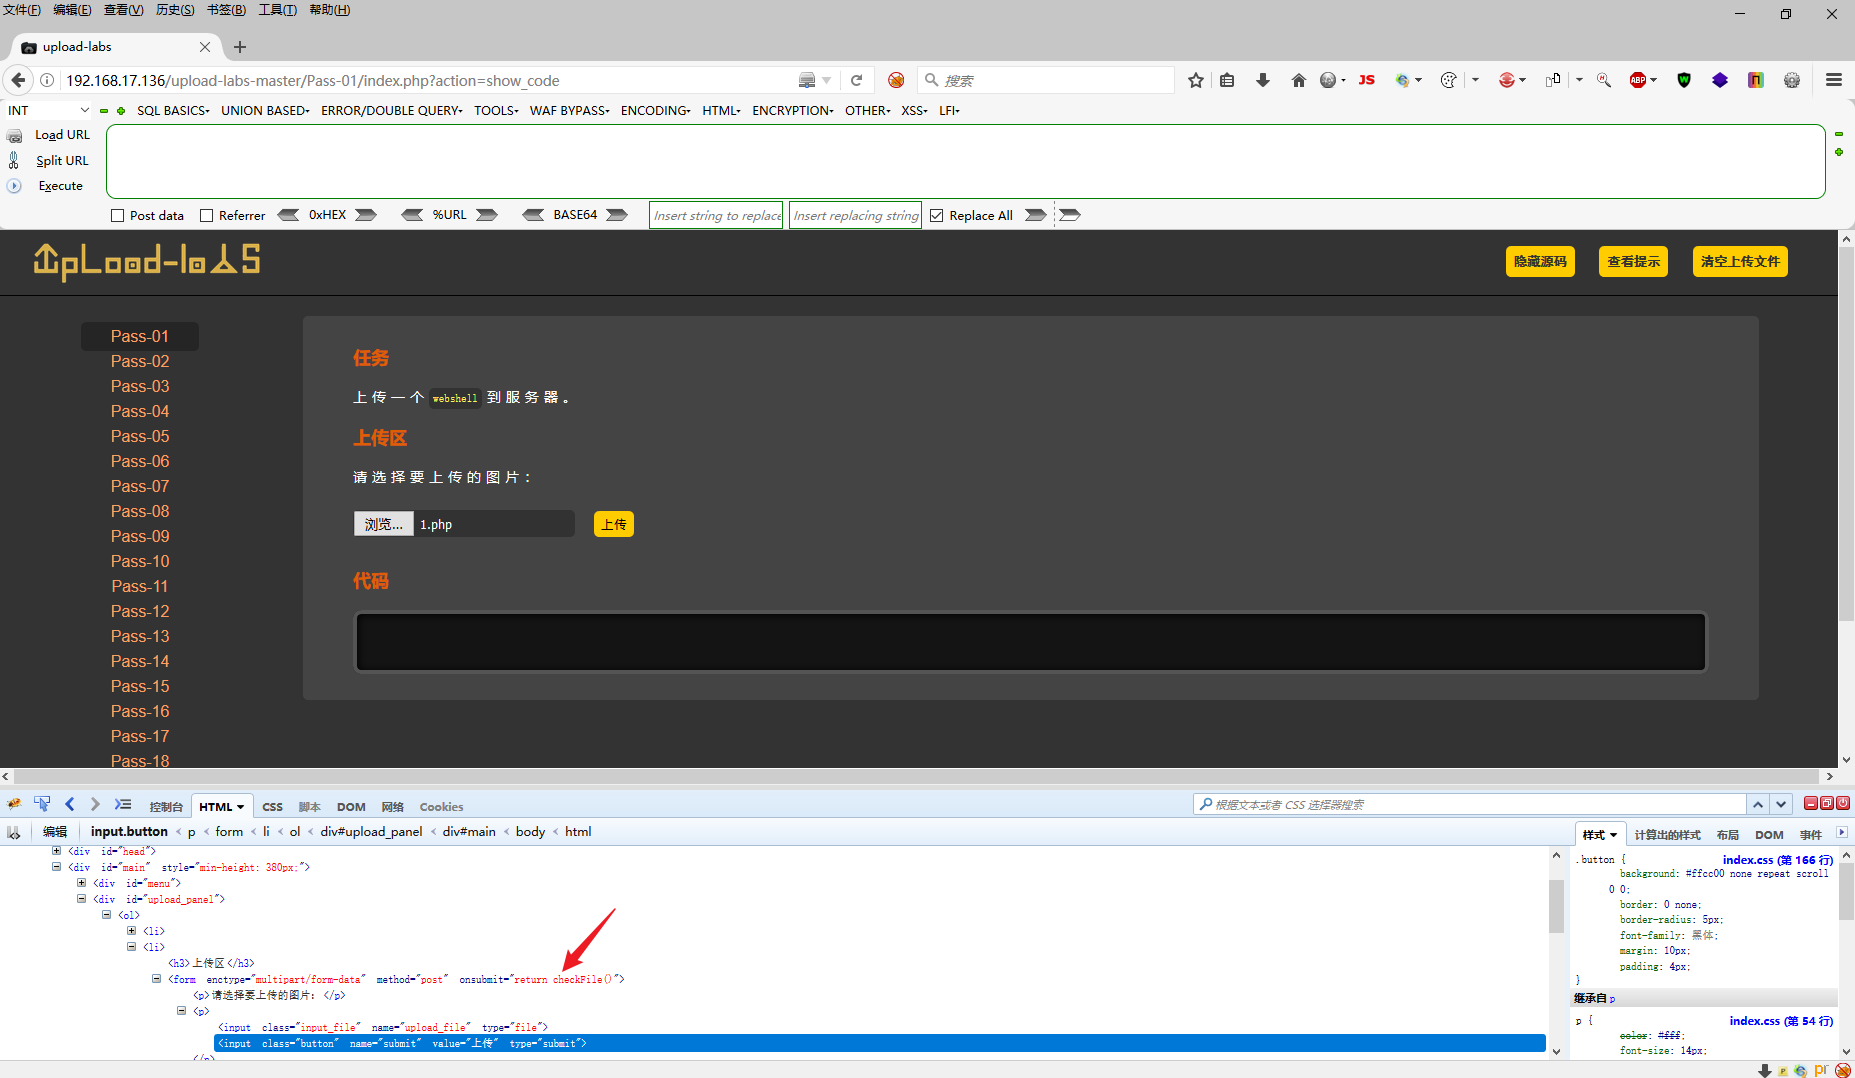 文件(F) 编辑(E) 查看(V) 历史(S) 书签(B) 工具(T) 帮助(H)
upload-labs
192.168.17.136/upload-labs-master/Pass-01/index.php?action=show_code
搜索
JS
ABP
INT
SQL BASICS UNION BASED ERROR/DOUBLE QUERY TOOLS WAF BYPASS ENCODING HTML ENCRYPTION OTHER XSS LFI
Load URL
Split URL
Execute
Post data Referrer 0xHEX %URL BASE64 Insert string to replace Insert replacing string Replace All
UpLoad-labS
隐藏源码 查看提示 清空上传文件
Pass-01
Pass-02
Pass-03
Pass-04
Pass-05
Pass-06
Pass-07
Pass-08
Pass-09
Pass-10
Pass-11
Pass-12
Pass-13
Pass-14
Pass-15
Pass-16
Pass-17
Pass-18
任务
上传一个 webshell 到服务器。
上传区
请选择要上传的图片：
浏览... 1.php 上传
代码
控制台 HTML CSS 脚本 DOM 网络 Cookies
根据文本或者 CSS 选择器搜索
编辑 input.button < p < form < li < ol < div#upload_panel < div#main < body < html
<div id="head">
<div id="main" style="min-height: 380px;">
<div id="menu">
<div id="upload_panel">
<ol>
<li>
<li>
<h3>上传区</h3>
<form enctype="multipart/form-data" method="post" onsubmit="return checkFile()">
<p>请选择要上传的图片：</p>
<p>
<input class="input_file" name="upload_file" type="file">
<input class="button" name="submit" value="上传" type="submit">
</p>
样式 计算出的样式 布局 DOM 事件
.button { index.css (第 166 行)
background: #ffcc00 none repeat scroll
0 0;
border: 0 none;
border-radius: 5px;
font-family: 黑体;
margin: 10px;
padding: 4px;
}
继承自 p
p { index.css (第 54 行)
color: #fff;
font-size: 14px;
pr